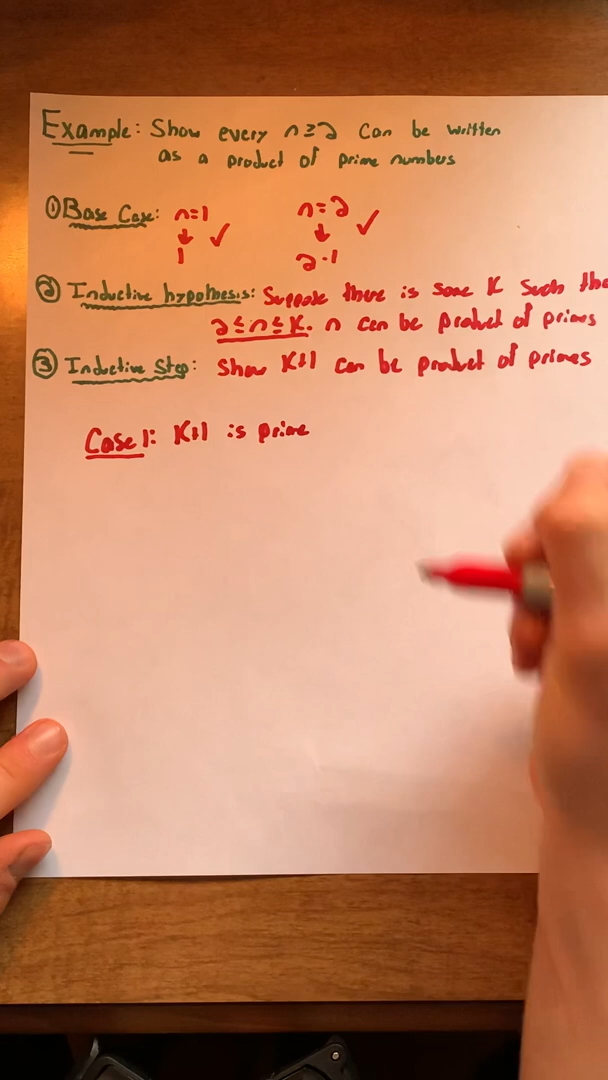 Example: Show every n≥2 can be written
as a product of prime numbers
① Base Case: n=1 ↓ 1 ✓ n=2 ↓ 2·1 ✓
② Inductive hypothesis: Suppose there is some K such tha
2≤n≤K. n can be product of primes
③ Inductive Step: Show K+1 can be product of primes
Case 1: K+1 is prime